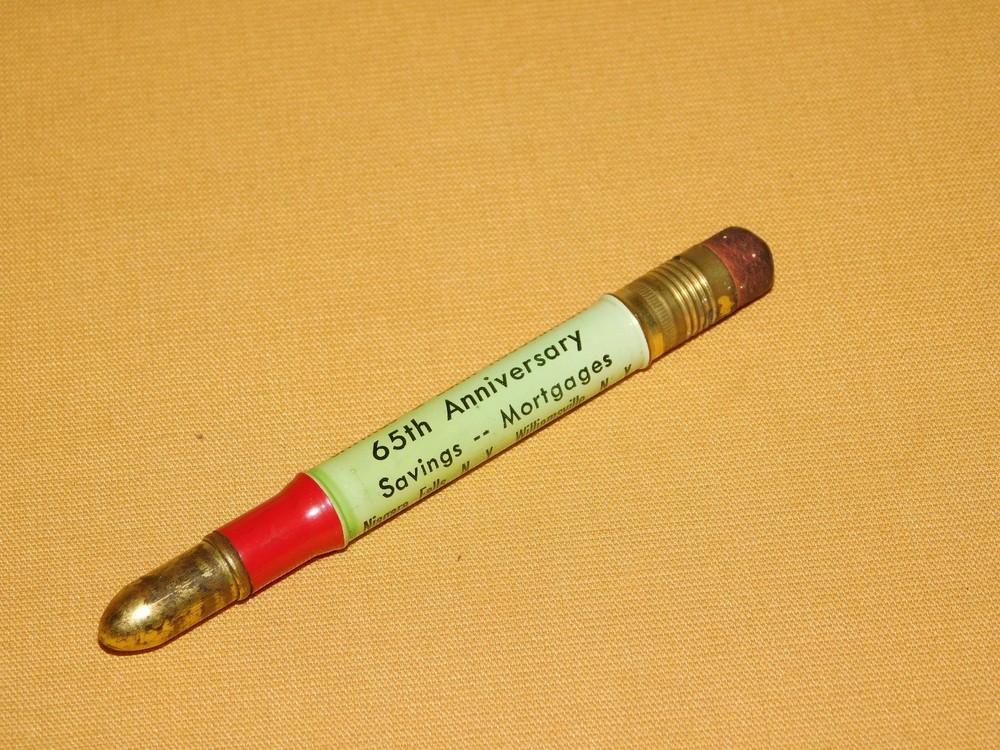 65th Anniversary
Savings -- Mortgages
Niagara Falls N Y Williamsville N Y